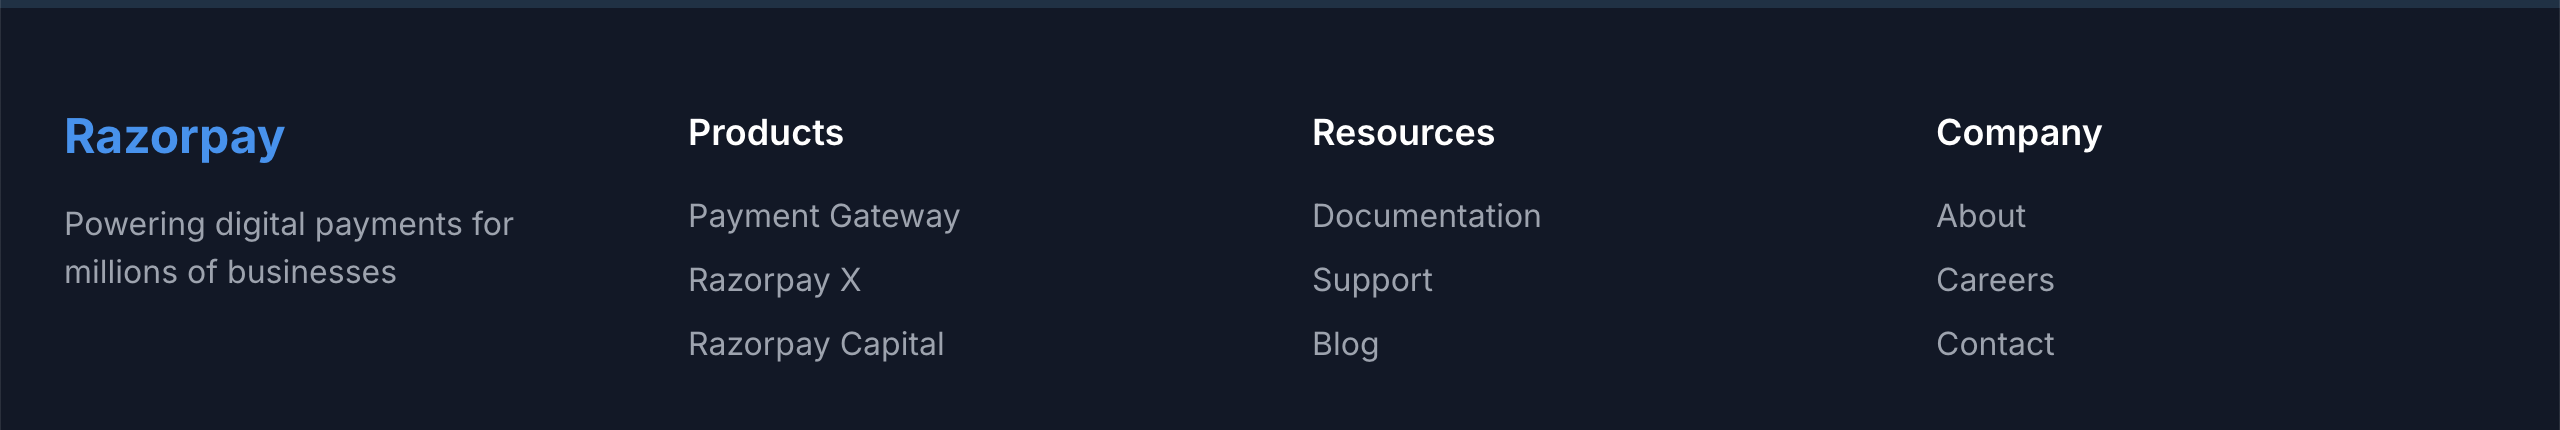 Razorpay
Powering digital payments for
millions of businesses
Products
Payment Gateway
Razorpay X
Razorpay Capital
Resources
Documentation
Support
Blog
Company
About
Careers
Contact